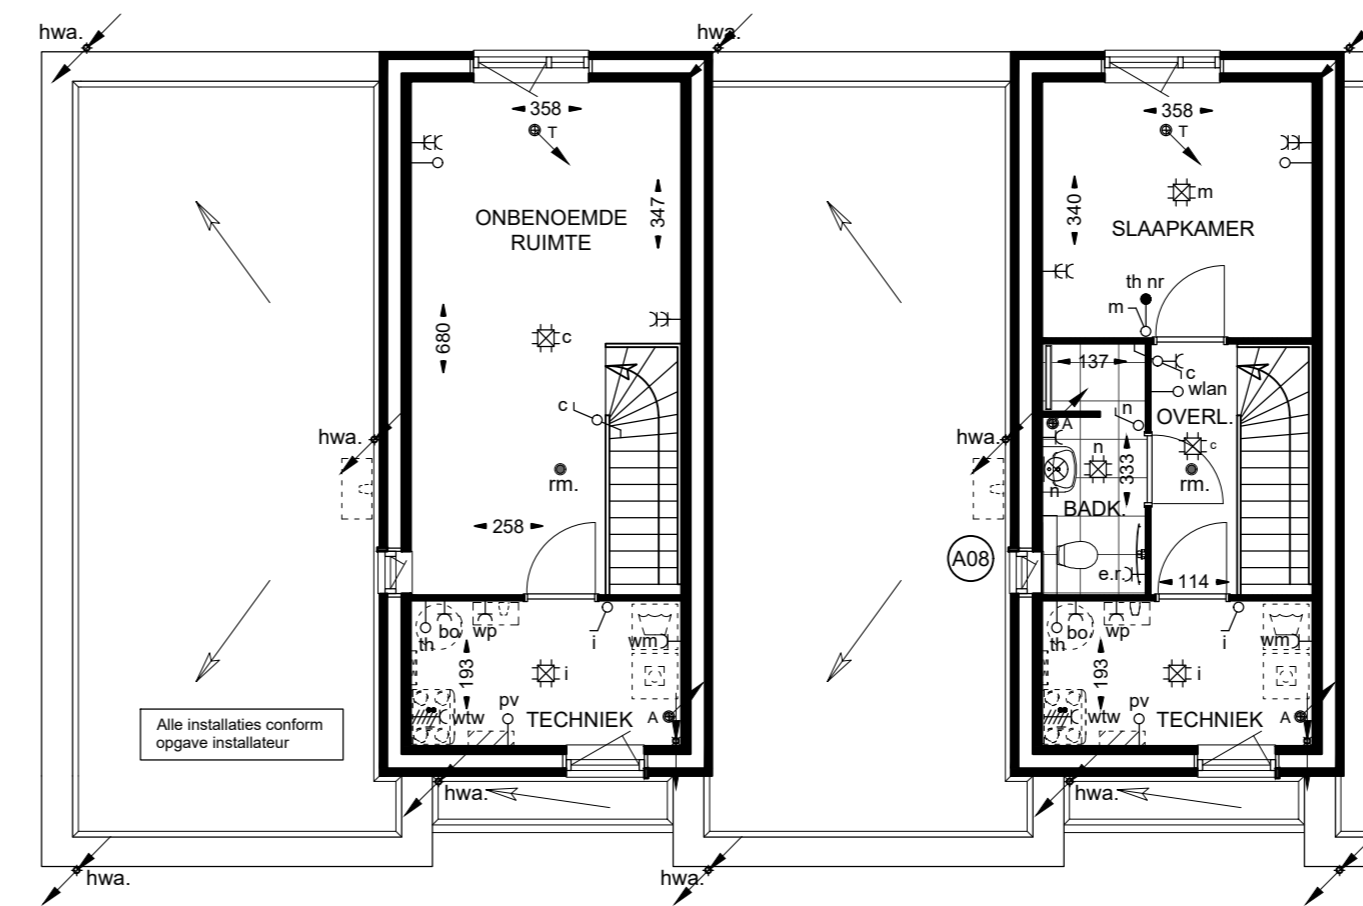 hwa.
hwa.
358
T
ONBENOEMDE
RUIMTE
347
680
c
c
hwa.
rm.
258
th
bo
wp
i
wm
193
i
wtw
pv
TECHNIEK
A
Alle installaties conform
opgave installateur
hwa.
hwa.
358
T
m
340
SLAAPKAMER
th nr
m
137
c
wlan
n
OVERL.
A
c
hwa.
n
333
n
rm.
BADK.
A08
e.r.
114
th
bo
wp
i
wm
193
i
wtw
pv
TECHNIEK
A
hwa.
hwa.